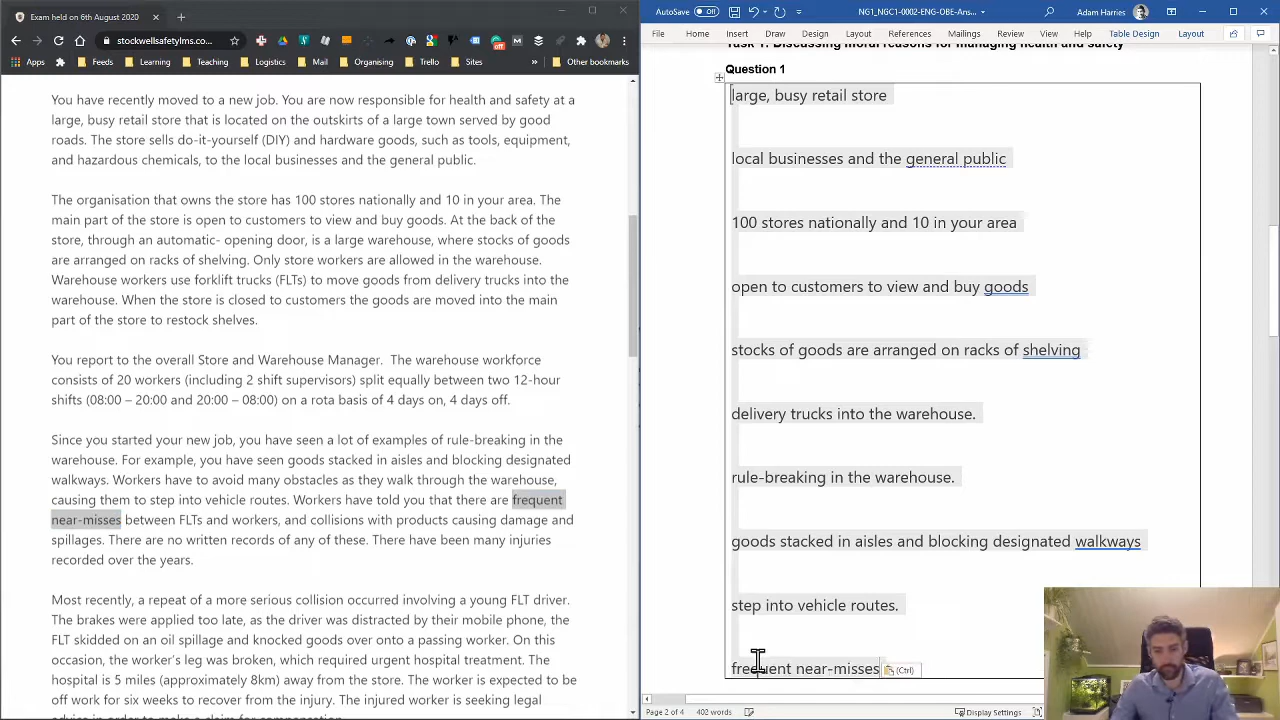 Exam held on 6th August 2020
stockwellsafetylms.co...
Apps
Feeds
Learning
Teaching
Logistics
Mail
Organising
Trello
Sites
»
Other bookmarks
off
You have recently moved to a new job. You are now responsible for health and safety at a
large, busy retail store that is located on the outskirts of a large town served by good
roads. The store sells do-it-yourself (DIY) and hardware goods, such as tools, equipment,
and hazardous chemicals, to the local businesses and the general public.
The organisation that owns the store has 100 stores nationally and 10 in your area. The
main part of the store is open to customers to view and buy goods. At the back of the
store, through an automatic- opening door, is a large warehouse, where stocks of goods
are arranged on racks of shelving. Only store workers are allowed in the warehouse.
Warehouse workers use forklift trucks (FLTs) to move goods from delivery trucks into the
warehouse. When the store is closed to customers the goods are moved into the main
part of the store to restock shelves.
You report to the overall Store and Warehouse Manager.  The warehouse workforce
consists of 20 workers (including 2 shift supervisors) split equally between two 12-hour
shifts (08:00 – 20:00 and 20:00 – 08:00) on a rota basis of 4 days on, 4 days off.
Since you started your new job, you have seen a lot of examples of rule-breaking in the
warehouse. For example, you have seen goods stacked in aisles and blocking designated
walkways. Workers have to avoid many obstacles as they walk through the warehouse,
causing them to step into vehicle routes. Workers have told you that there are frequent
near-misses between FLTs and workers, and collisions with products causing damage and
spillages. There are no written records of any of these. There have been many injuries
recorded over the years.
Most recently, a repeat of a more serious collision occurred involving a young FLT driver.
The brakes were applied too late, as the driver was distracted by their mobile phone, the
FLT skidded on an oil spillage and knocked goods over onto a passing worker. On this
occasion, the worker's leg was broken, which required urgent hospital treatment. The
hospital is 5 miles (approximately 8km) away from the store. The worker is expected to be
off work for six weeks to recover from the injury. The injured worker is seeking legal
advice in order to make a claim for compensation.
AutoSave Off
NG1_NGC1-0002-ENG-OBE-Ans...
Adam Harris
File
Home
Insert
Draw
Design
Layout
References
Mailings
Review
View
Help
Table Design
Layout
Task 1: Discussing moral reasons for managing health and safety
Question 1
large, busy retail store
local businesses and the general public
100 stores nationally and 10 in your area
open to customers to view and buy goods
stocks of goods are arranged on racks of shelving
delivery trucks into the warehouse.
rule-breaking in the warehouse.
goods stacked in aisles and blocking designated walkways
step into vehicle routes.
frequent near-misses
(Ctrl)
Page 2 of 4
402 words
Display Settings